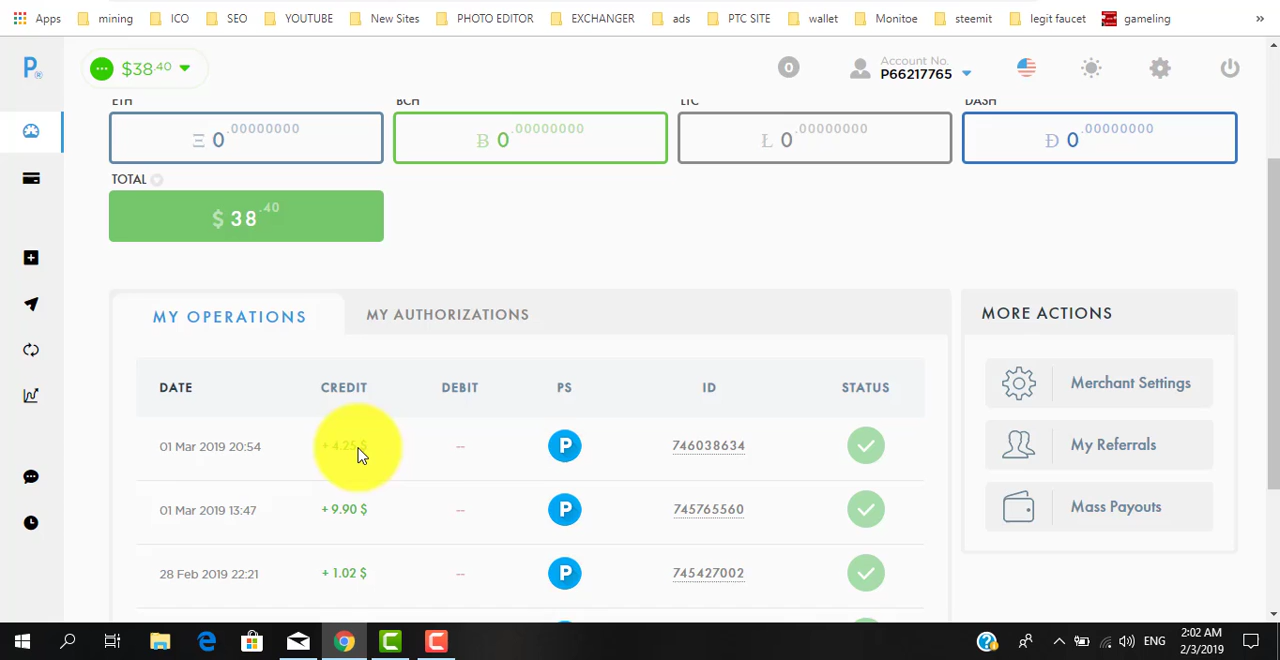 Apps mining ICO SEO YOUTUBE New Sites PHOTO EDITOR EXCHANGER ads PTC SITE wallet Monitoe steemit legit faucet gameling »
P® $38.40 0 Account No.
P66217765
ETH BCH LTC DASH
Ξ 0.00000000 Ƀ 0.00000000 Ł 0.00000000 Đ 0.00000000
TOTAL
$ 38.40
MY OPERATIONS MY AUTHORIZATIONS MORE ACTIONS
DATE CREDIT DEBIT PS ID STATUS
Merchant Settings
01 Mar 2019 20:54 + 4.25 $ -- P 746038634
My Referrals
01 Mar 2019 13:47 + 9.90 $ -- P 745765560
Mass Payouts
28 Feb 2019 22:21 + 1.02 $ -- P 745427002
ENG 2:02 AM
2/3/2019